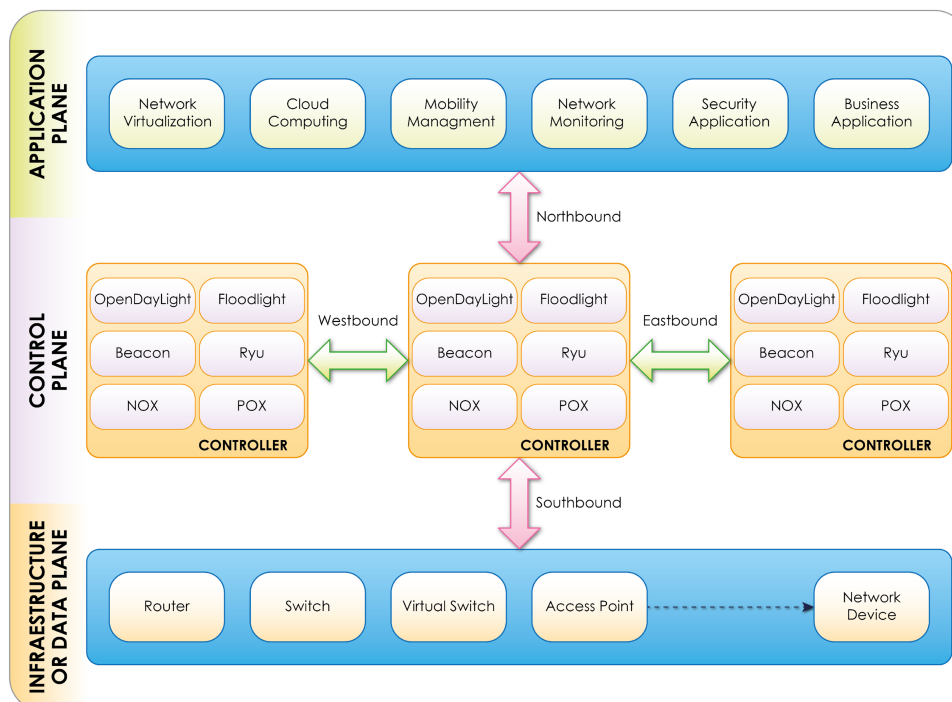 APPLICATION
PLANE
Network
Virtualization
Cloud
Computing
Mobility
Managment
Network
Monitoring
Security
Application
Business
Application
Northbound
CONTROL
PLANE
OpenDayLight
Floodlight
Beacon
Ryu
NOX
POX
CONTROLLER
Westbound
OpenDayLight
Floodlight
Beacon
Ryu
NOX
POX
CONTROLLER
Eastbound
OpenDayLight
Floodlight
Beacon
Ryu
NOX
POX
CONTROLLER
Southbound
INFRAESTRUCTURE
OR DATA PLANE
Router
Switch
Virtual Switch
Access Point
Network
Device